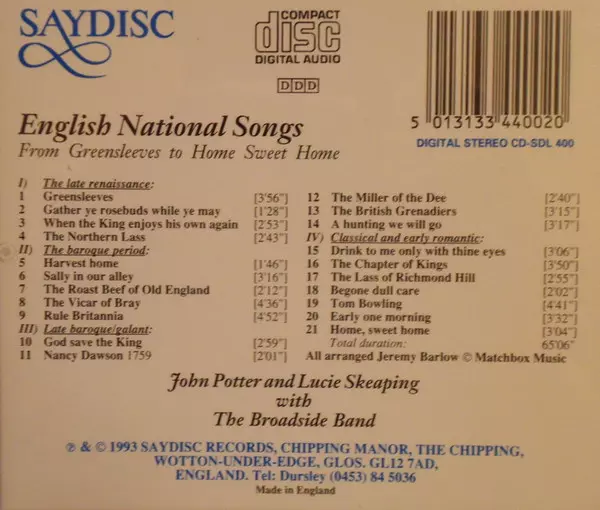 SAYDISC
COMPACT
disc
DIGITAL AUDIO
DDD
5 013133 440020
DIGITAL STEREO CD-SDL 400
English National Songs
From Greensleeves to Home Sweet Home
I) The late renaissance:
1 Greensleeves [3'56"]
2 Gather ye rosebuds while ye may [1'28"]
3 When the King enjoys his own again [2'53"]
4 The Northern Lass [2'43"]
II) The baroque period:
5 Harvest home [1'46"]
6 Sally in our alley [3'16"]
7 The Roast Beef of Old England [2'12"]
8 The Vicar of Bray [4'36"]
9 Rule Britannia [4'52"]
III) Late baroque/galant:
10 God save the King [2'59"]
11 Nancy Dawson 1759 [2'01"]
12 The Miller of the Dee [2'40"]
13 The British Grenadiers [3'15"]
14 A hunting we will go [3'17"]
IV) Classical and early romantic:
15 Drink to me only with thine eyes [3'06"]
16 The Chapter of Kings [3'50"]
17 The Lass of Richmond Hill [2'55"]
18 Begone dull care [2'02"]
19 Tom Bowling [4'41"]
20 Early one morning [3'32"]
21 Home, sweet home [3'04"]
Total duration: 65'06"
All arranged Jeremy Barlow © Matchbox Music
John Potter and Lucie Skeaping
with
The Broadside Band
℗ & © 1993 SAYDISC RECORDS, CHIPPING MANOR, THE CHIPPING,
WOTTON-UNDER-EDGE, GLOS. GL12 7AD,
ENGLAND. Tel: Dursley (0453) 84 5036
Made in England